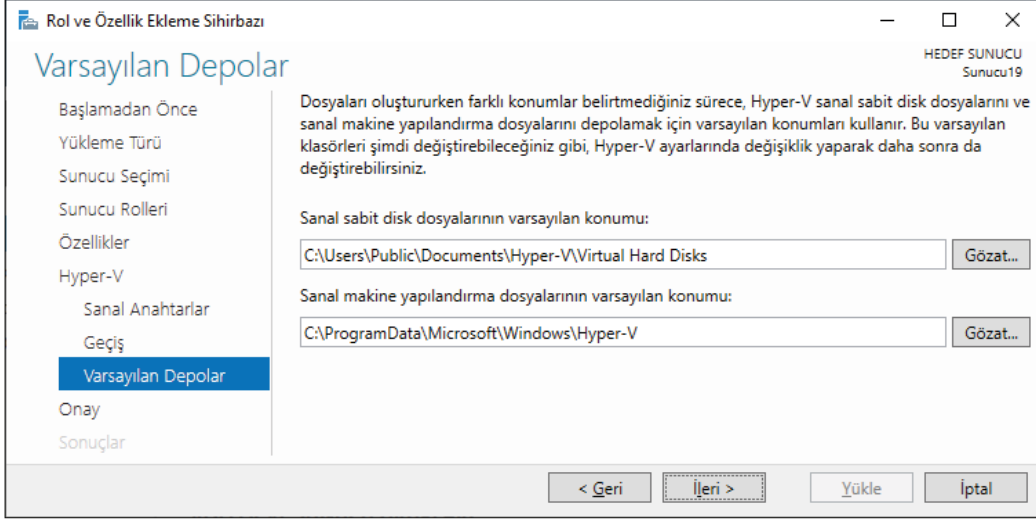 Rol ve Özellik Ekleme Sihirbazı
Varsayılan Depolar
HEDEF SUNUCU
Sunucu19
Başlamadan Önce
Yükleme Türü
Sunucu Seçimi
Sunucu Rolleri
Özellikler
Hyper-V
Sanal Anahtarlar
Geçiş
Varsayılan Depolar
Onay
Sonuçlar
Dosyaları oluştururken farklı konumlar belirtmediğiniz sürece, Hyper-V sanal sabit disk dosyalarını ve
sanal makine yapılandırma dosyalarını depolamak için varsayılan konumları kullanır. Bu varsayılan
klasörleri şimdi değiştirebileceğiniz gibi, Hyper-V ayarlarında değişiklik yaparak daha sonra da
değiştirebilirsiniz.
Sanal sabit disk dosyalarının varsayılan konumu:
C:\Users\Public\Documents\Hyper-V\Virtual Hard Disks
Gözat...
Sanal makine yapılandırma dosyalarının varsayılan konumu:
C:\ProgramData\Microsoft\Windows\Hyper-V
Gözat...
< Geri
İleri >
Yükle
İptal